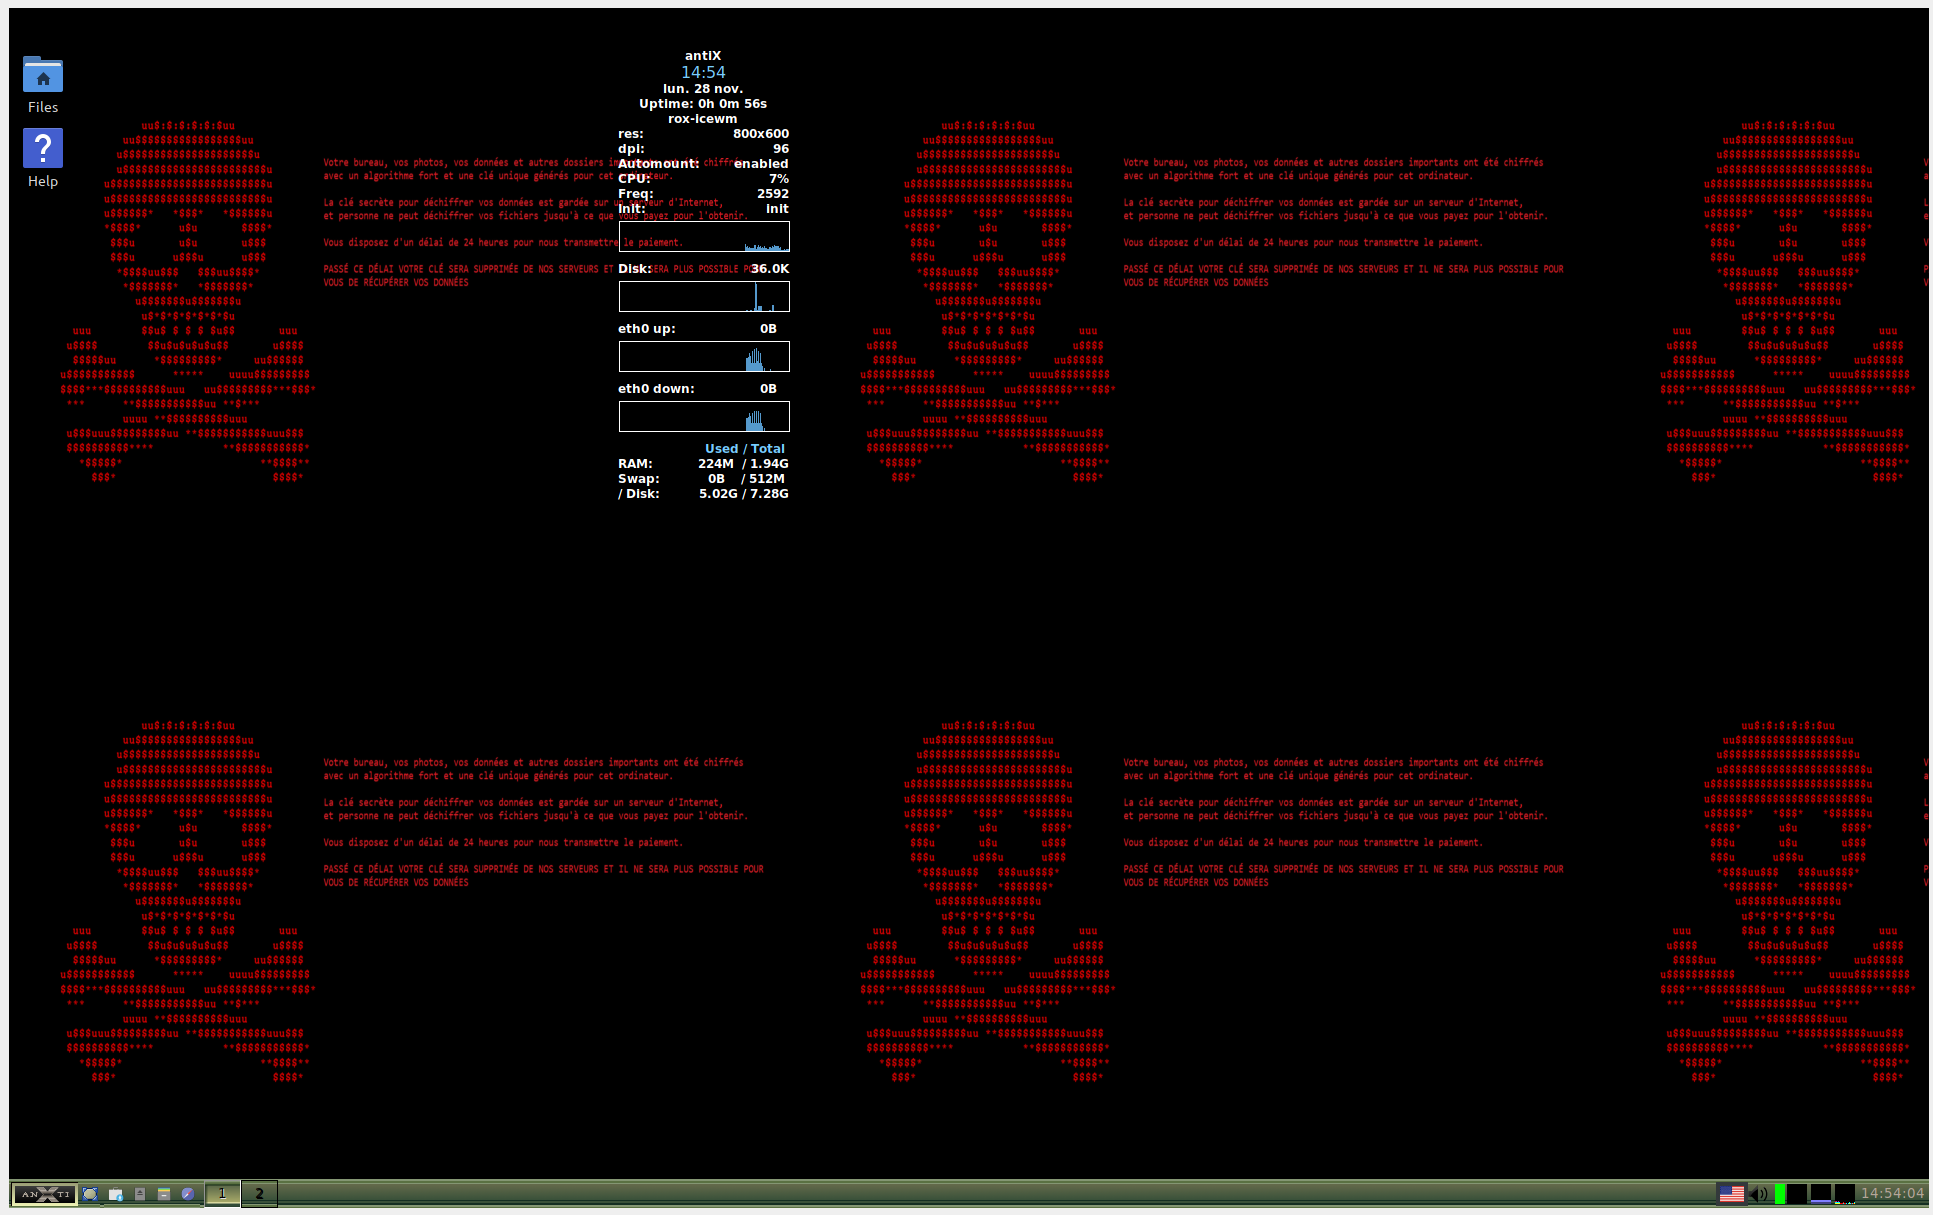 Files
Help
antiX
14:54
lun. 28 nov.
Uptime: 0h 0m 56s
rox-icewm
res: 800x600
dpi: 96
Automount: enabled
CPU: 7%
Freq: 2592
Init: init
Disk: 36.0K
eth0 up: 0B
eth0 down: 0B
Used / Total
RAM: 224M / 1.94G
Swap: 0B / 512M
/ Disk: 5.02G / 7.28G
Votre bureau, vos photos, vos données et autres dossiers importants ont été chiffrés
avec un algorithme fort et une clé unique générés pour cet ordinateur.
La clé secrète pour déchiffrer vos données est gardée sur un serveur d'Internet,
et personne ne peut déchiffrer vos fichiers jusqu'à ce que vous payez pour l'obtenir.
Vous disposez d'un délai de 24 heures pour nous transmettre le paiement.
PASSÉ CE DÉLAI VOTRE CLÉ SERA SUPPRIMÉE DE NOS SERVEURS ET IL NE SERA PLUS POSSIBLE POUR
VOUS DE RÉCUPÉRER VOS DONNÉES
Votre bureau, vos photos, vos données et autres dossiers importants ont été chiffrés
avec un algorithme fort et une clé unique générés pour cet ordinateur.
La clé secrète pour déchiffrer vos données est gardée sur un serveur d'Internet,
et personne ne peut déchiffrer vos fichiers jusqu'à ce que vous payez pour l'obtenir.
Vous disposez d'un délai de 24 heures pour nous transmettre le paiement.
PASSÉ CE DÉLAI VOTRE CLÉ SERA SUPPRIMÉE DE NOS SERVEURS ET IL NE SERA PLUS POSSIBLE POUR
VOUS DE RÉCUPÉRER VOS DONNÉES
Votre bureau, vos photos, vos données et autres dossiers importants ont été chiffrés
avec un algorithme fort et une clé unique générés pour cet ordinateur.
La clé secrète pour déchiffrer vos données est gardée sur un serveur d'Internet,
et personne ne peut déchiffrer vos fichiers jusqu'à ce que vous payez pour l'obtenir.
Vous disposez d'un délai de 24 heures pour nous transmettre le paiement.
PASSÉ CE DÉLAI VOTRE CLÉ SERA SUPPRIMÉE DE NOS SERVEURS ET IL NE SERA PLUS POSSIBLE POUR
VOUS DE RÉCUPÉRER VOS DONNÉES
Votre bureau, vos photos, vos données et autres dossiers importants ont été chiffrés
avec un algorithme fort et une clé unique générés pour cet ordinateur.
La clé secrète pour déchiffrer vos données est gardée sur un serveur d'Internet,
et personne ne peut déchiffrer vos fichiers jusqu'à ce que vous payez pour l'obtenir.
Vous disposez d'un délai de 24 heures pour nous transmettre le paiement.
PASSÉ CE DÉLAI VOTRE CLÉ SERA SUPPRIMÉE DE NOS SERVEURS ET IL NE SERA PLUS POSSIBLE POUR
VOUS DE RÉCUPÉRER VOS DONNÉES
ANXTI
1
2
14:54:04